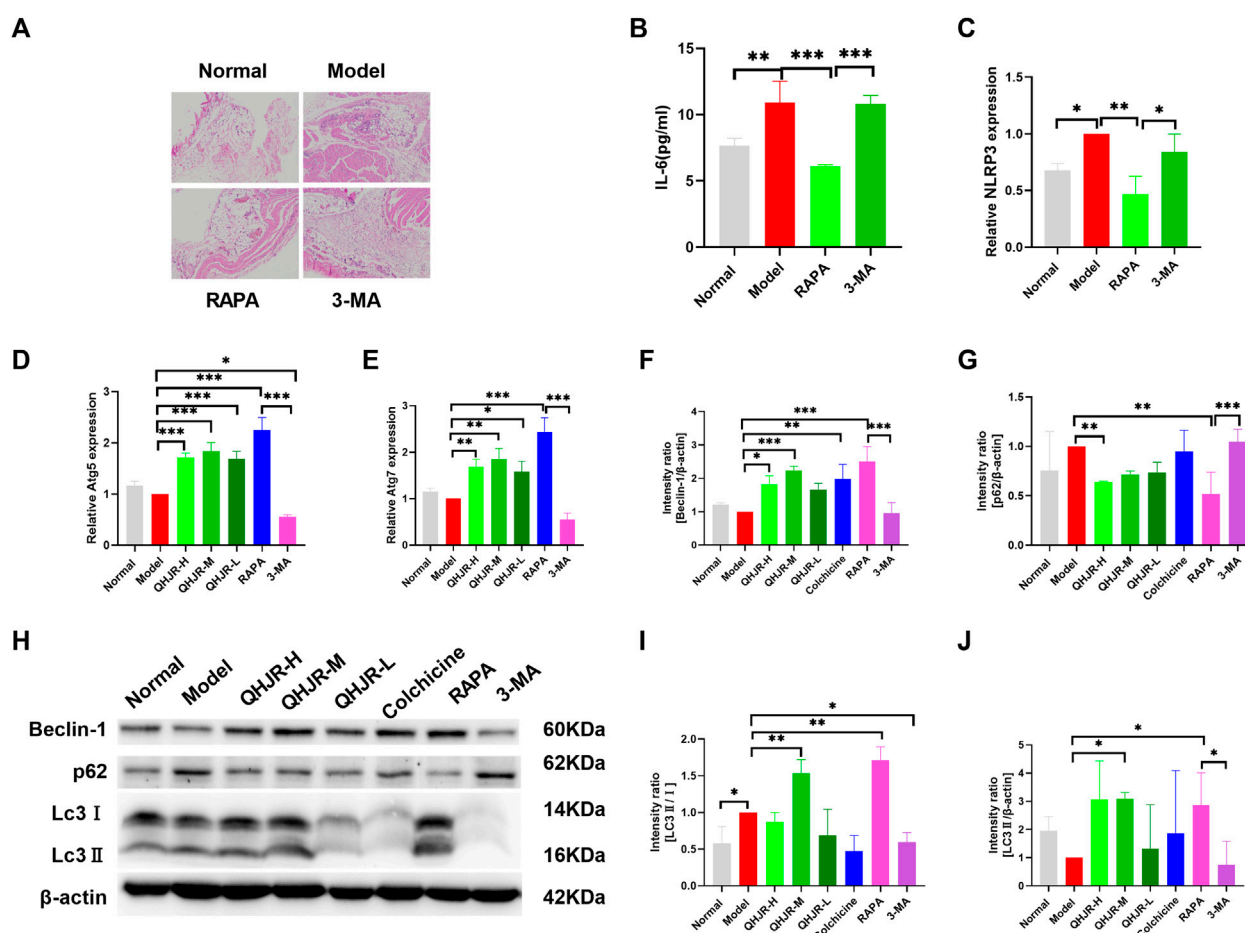 A
Normal Model
RAPA 3-MA
B
IL-6(pg/ml)
15
10
5
0
** *** ***
Normal
Model
RAPA
3-MA
C
Relative NLRP3 expression
1.5
1.0
0.5
0.0
* ** *
Normal
Model
RAPA
3-MA
D
Relative Atg5 expression
3
2
1
0
*
***
***
***
***
***
Normal
Model
QHJR-H
QHJR-M
QHJR-L
RAPA
3-MA
E
Relative Atg7 expression
3
2
1
0
***
*
**
**
***
Normal
Model
QHJR-H
QHJR-M
QHJR-L
RAPA
3-MA
F
Intensity ratio
[Beclin-1/β-actin]
4
3
2
1
0
***
**
***
*
***
Normal
Model
QHJR-H
QHJR-M
QHJR-L
Colchicine
RAPA
3-MA
G
Intensity ratio
[p62/β-actin]
1.5
1.0
0.5
0.0
**
**
***
Normal
Model
QHJR-H
QHJR-M
QHJR-L
Colchicine
RAPA
3-MA
H
Normal
Model
QHJR-H
QHJR-M
QHJR-L
Colchicine
RAPA
3-MA
Beclin-1 60KDa
p62 62KDa
Lc3 Ⅰ 14KDa
Lc3 Ⅱ 16KDa
β-actin 42KDa
I
Intensity ratio
[LC3 Ⅱ / Ⅰ ]
2.0
1.5
1.0
0.5
0.0
*
**
**
*
Normal
Model
QHJR-H
QHJR-M
QHJR-L
Colchicine
RAPA
3-MA
J
Intensity ratio
[LC3 Ⅱ/β-actin]
5
4
3
2
1
0
*
*
*
Normal
Model
QHJR-H
QHJR-M
QHJR-L
Colchicine
RAPA
3-MA